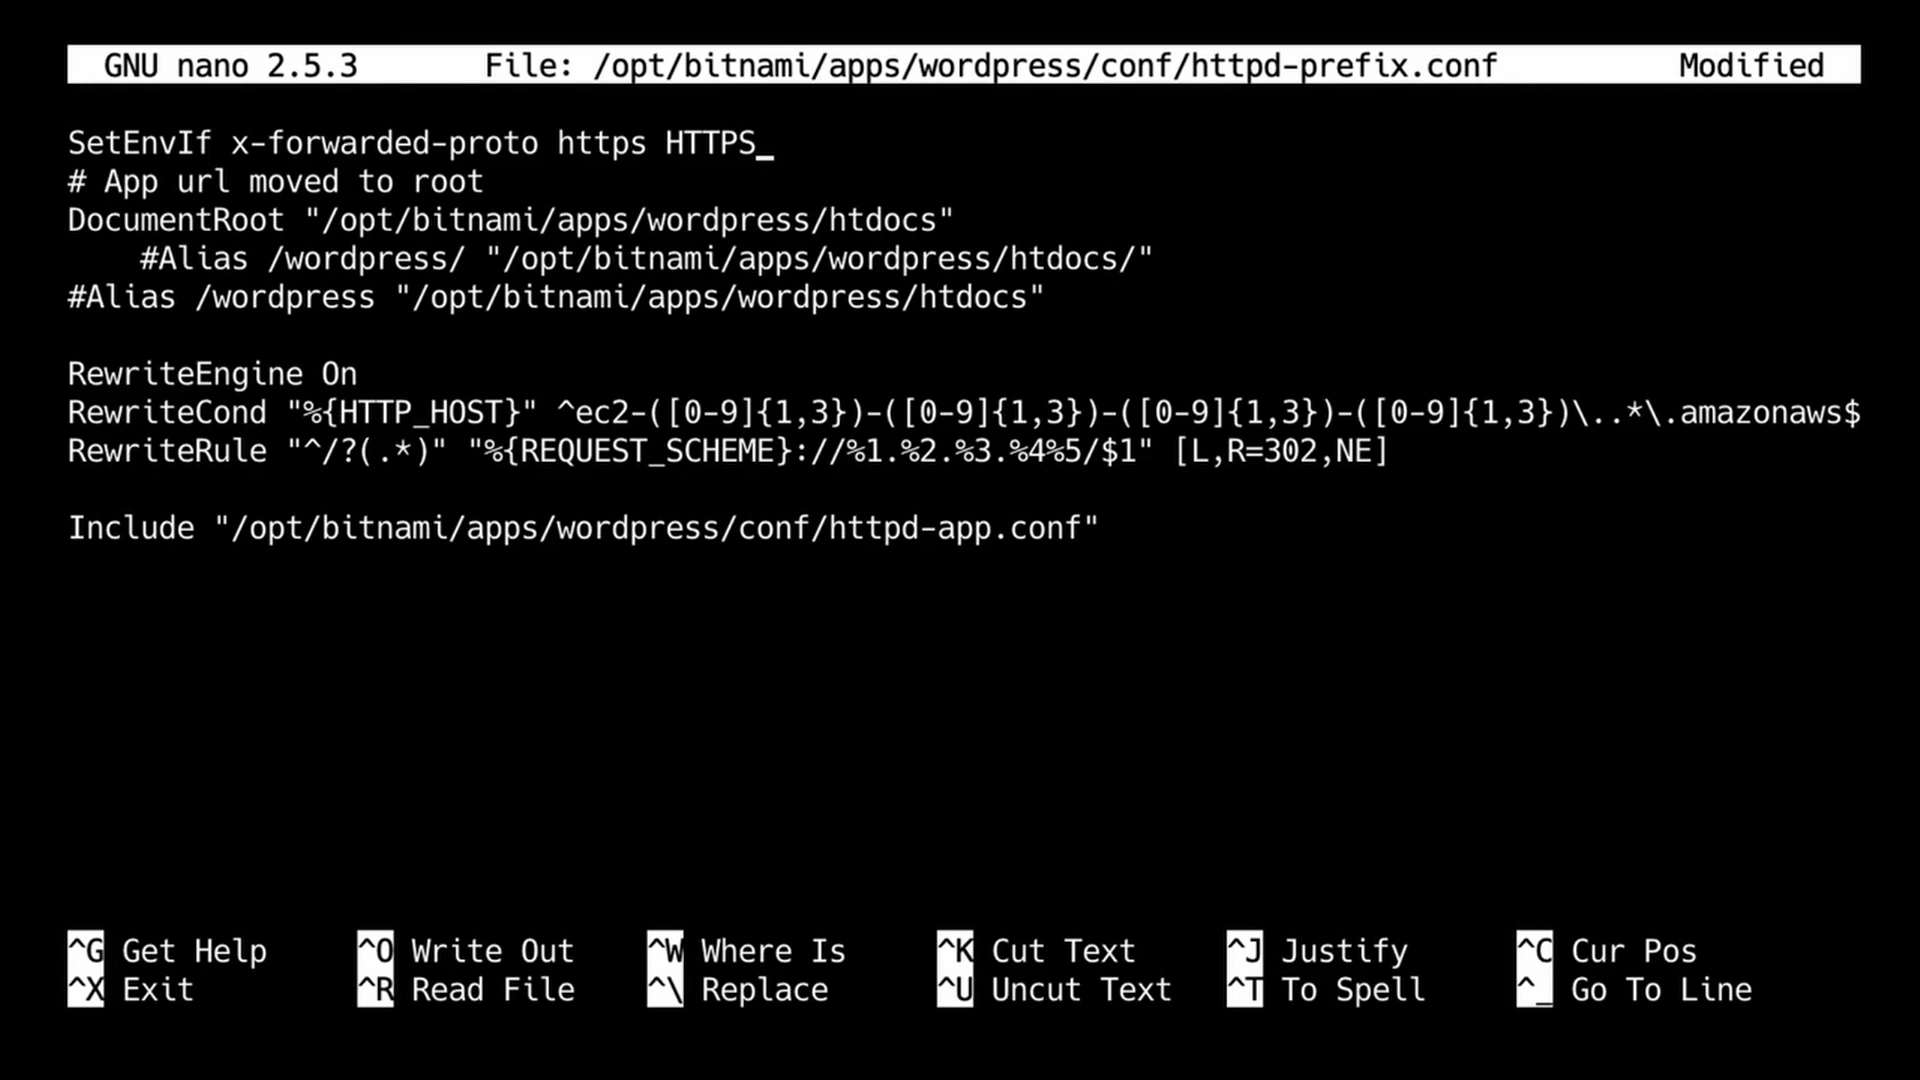 GNU nano 2.5.3 File: /opt/bitnami/apps/wordpress/conf/httpd-prefix.conf Modified
SetEnvIf x-forwarded-proto https HTTPS_
# App url moved to root
DocumentRoot "/opt/bitnami/apps/wordpress/htdocs"
    #Alias /wordpress/ "/opt/bitnami/apps/wordpress/htdocs/"
#Alias /wordpress "/opt/bitnami/apps/wordpress/htdocs"
RewriteEngine On
RewriteCond "%{HTTP_HOST}" ^ec2-([0-9]{1,3})-([0-9]{1,3})-([0-9]{1,3})-([0-9]{1,3})\..*\.amazonaws$
RewriteRule "^/?(.*)" "%{REQUEST_SCHEME}://%1.%2.%3.%4%5/$1" [L,R=302,NE]
Include "/opt/bitnami/apps/wordpress/conf/httpd-app.conf"
^G Get Help ^O Write Out ^W Where Is ^K Cut Text ^J Justify ^C Cur Pos
^X Exit ^R Read File ^\ Replace ^U Uncut Text ^T To Spell ^_ Go To Line